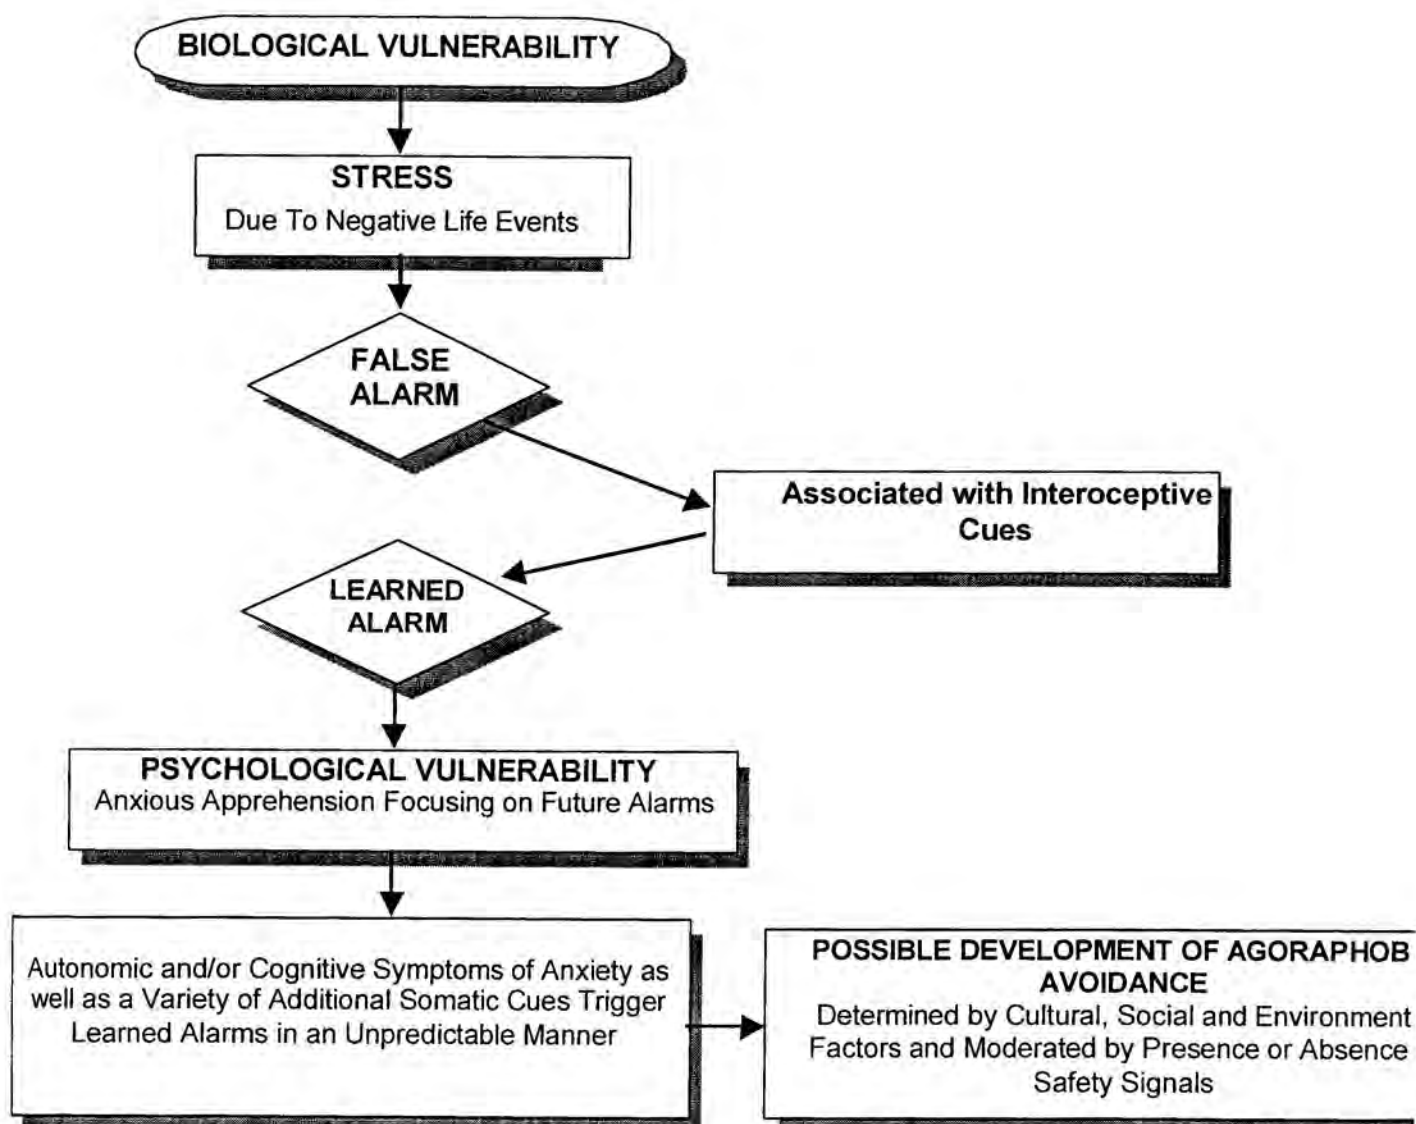 BIOLOGICAL VULNERABILITY
STRESS
Due To Negative Life Events
FALSE
ALARM
Associated with Interoceptive
Cues
LEARNED
ALARM
PSYCHOLOGICAL VULNERABILITY
Anxious Apprehension Focusing on Future Alarms
Autonomic and/or Cognitive Symptoms of Anxiety as
well as a Variety of Additional Somatic Cues Trigger
Learned Alarms in an Unpredictable Manner
POSSIBLE DEVELOPMENT OF AGORAPHOB
AVOIDANCE
Determined by Cultural, Social and Environment
Factors and Moderated by Presence or Absence
Safety Signals